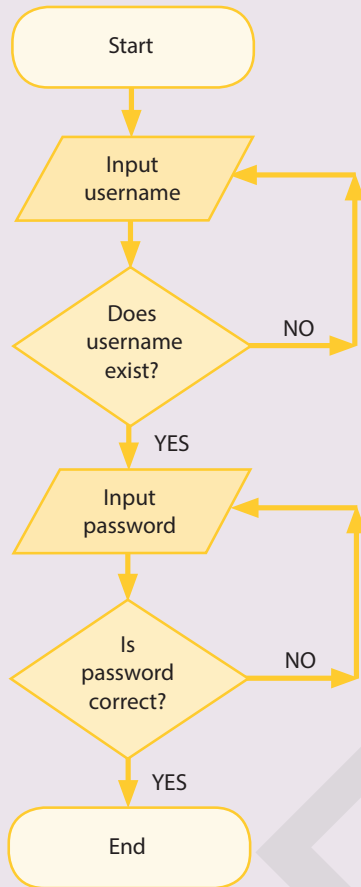 Start
Input
username
Does
username
exist?
NO
YES
Input
password
Is
password
correct?
NO
YES
End